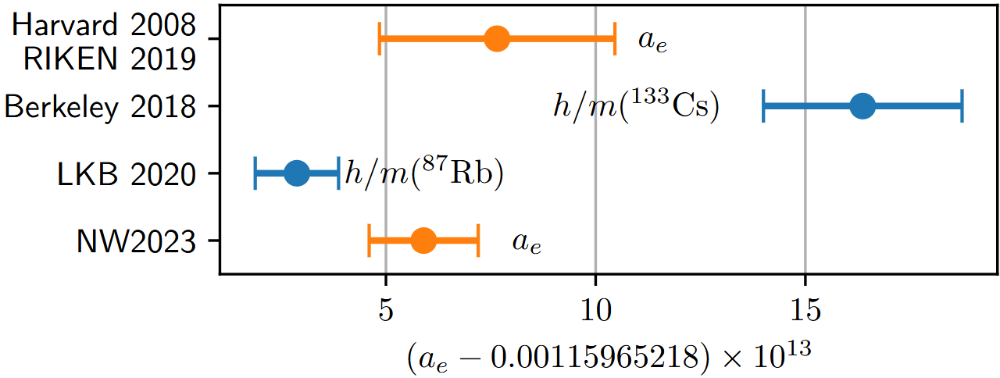 Harvard 2008
RIKEN 2019
a_e
Berkeley 2018
h/m(¹³³Cs)
LKB 2020
h/m(⁸⁷Rb)
NW2023
a_e
5 10 15
(a_e − 0.00115965218) × 10¹³